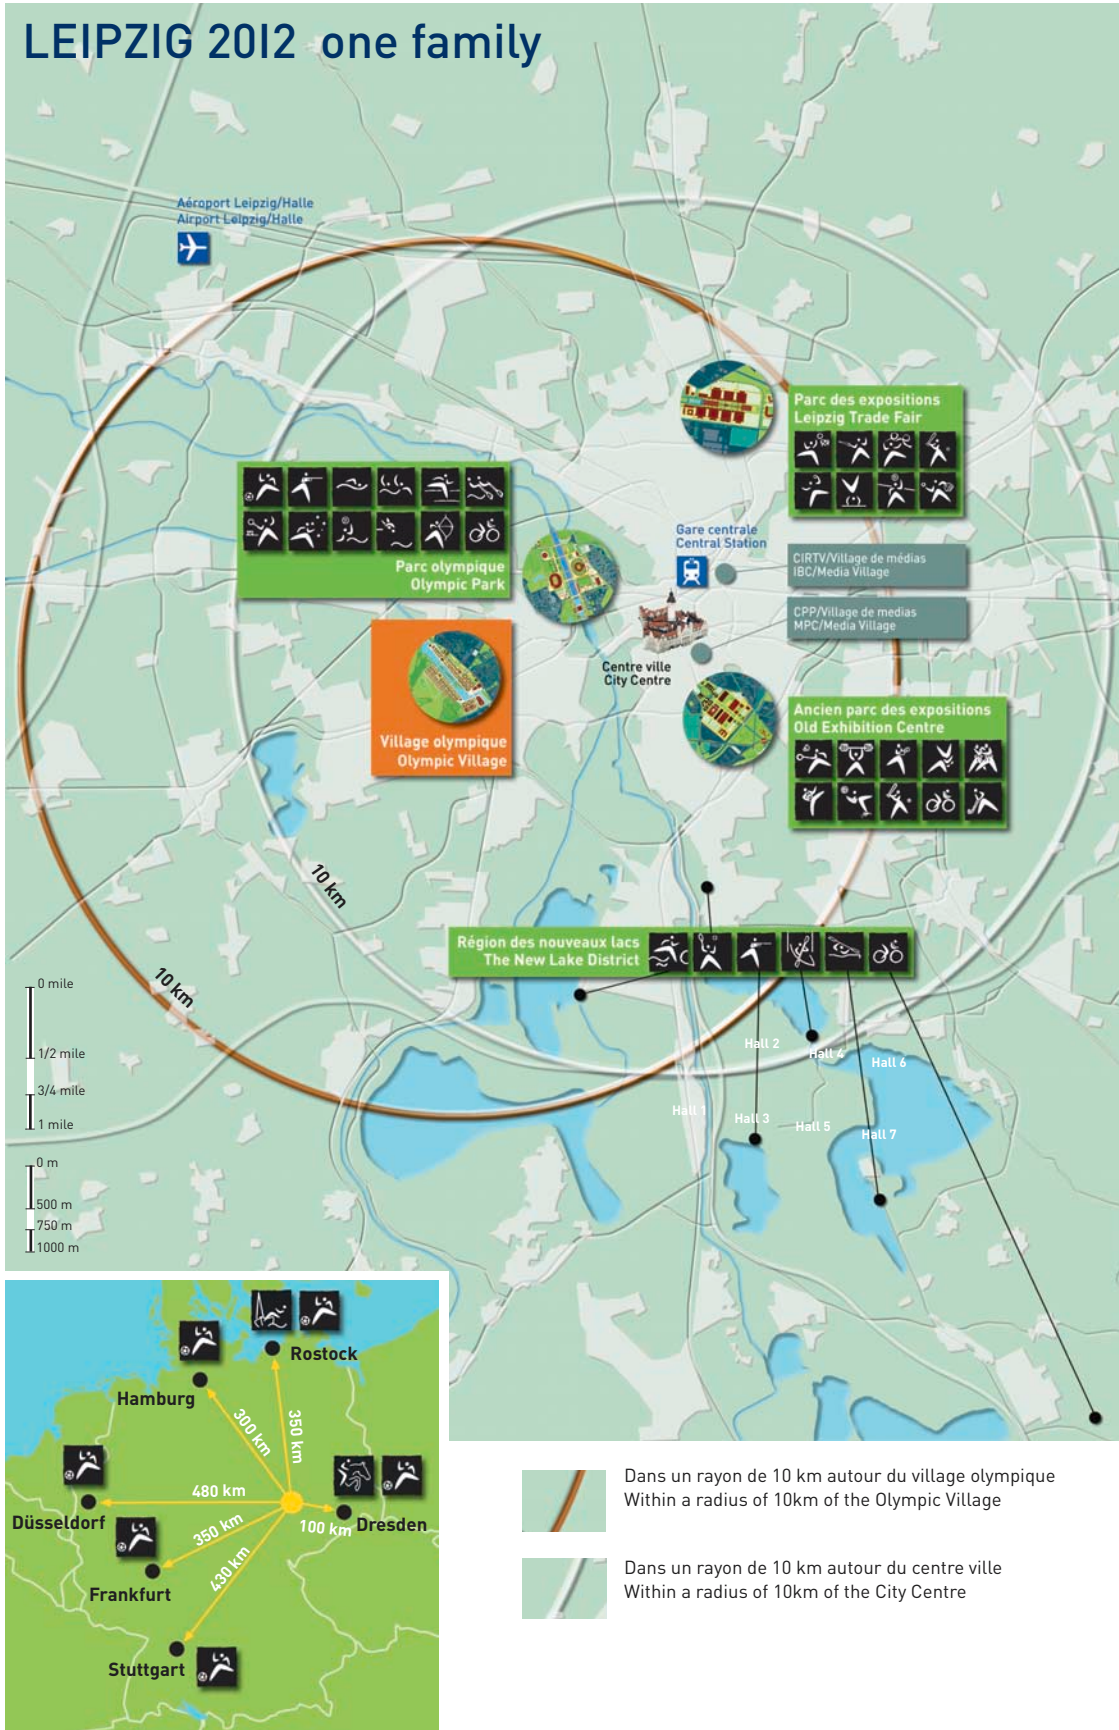 LEIPZIG 2012 one family
Aéroport Leipzig/Halle
Airport Leipzig/Halle
Parc des expositions
Leipzig Trade Fair
Parc olympique
Olympic Park
Gare centrale
Central Station
CIRTV/Village de médias
IBC/Media Village
CPP/Village de medias
MPC/Media Village
Centre ville
City Centre
Village olympique
Olympic Village
Ancien parc des expositions
Old Exhibition Centre
10 km
10 km
Région des nouveaux lacs
The New Lake District
0 mile
1/2 mile
3/4 mile
1 mile
0 m
500 m
750 m
1000 m
Hall 1
Hall 2
Hall 3
Hall 4
Hall 5
Hall 6
Hall 7
Rostock
Hamburg
300 km
350 km
480 km
Düsseldorf
350 km
100 km
Dresden
Frankfurt
430 km
Stuttgart
Dans un rayon de 10 km autour du village olympique
Within a radius of 10km of the Olympic Village
Dans un rayon de 10 km autour du centre ville
Within a radius of 10km of the City Centre